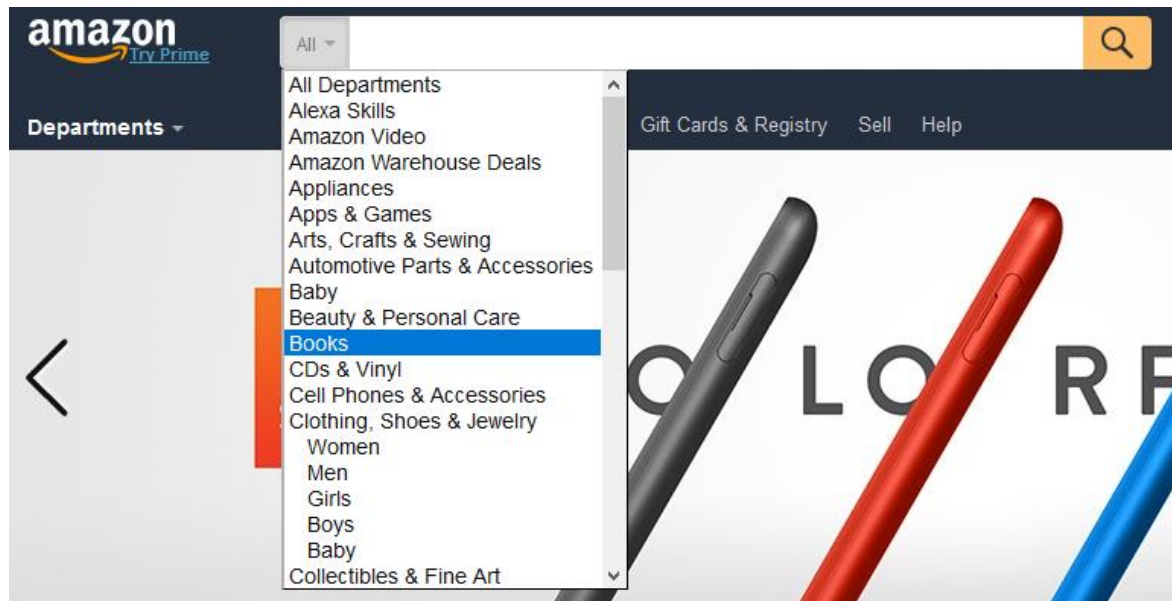 amazon
Try Prime
All
Departments
Gift Cards & Registry Sell Help
All Departments
Alexa Skills
Amazon Video
Amazon Warehouse Deals
Appliances
Apps & Games
Arts, Crafts & Sewing
Automotive Parts & Accessories
Baby
Beauty & Personal Care
Books
CDs & Vinyl
Cell Phones & Accessories
Clothing, Shoes & Jewelry
Women
Men
Girls
Boys
Baby
Collectibles & Fine Art
O L O R F